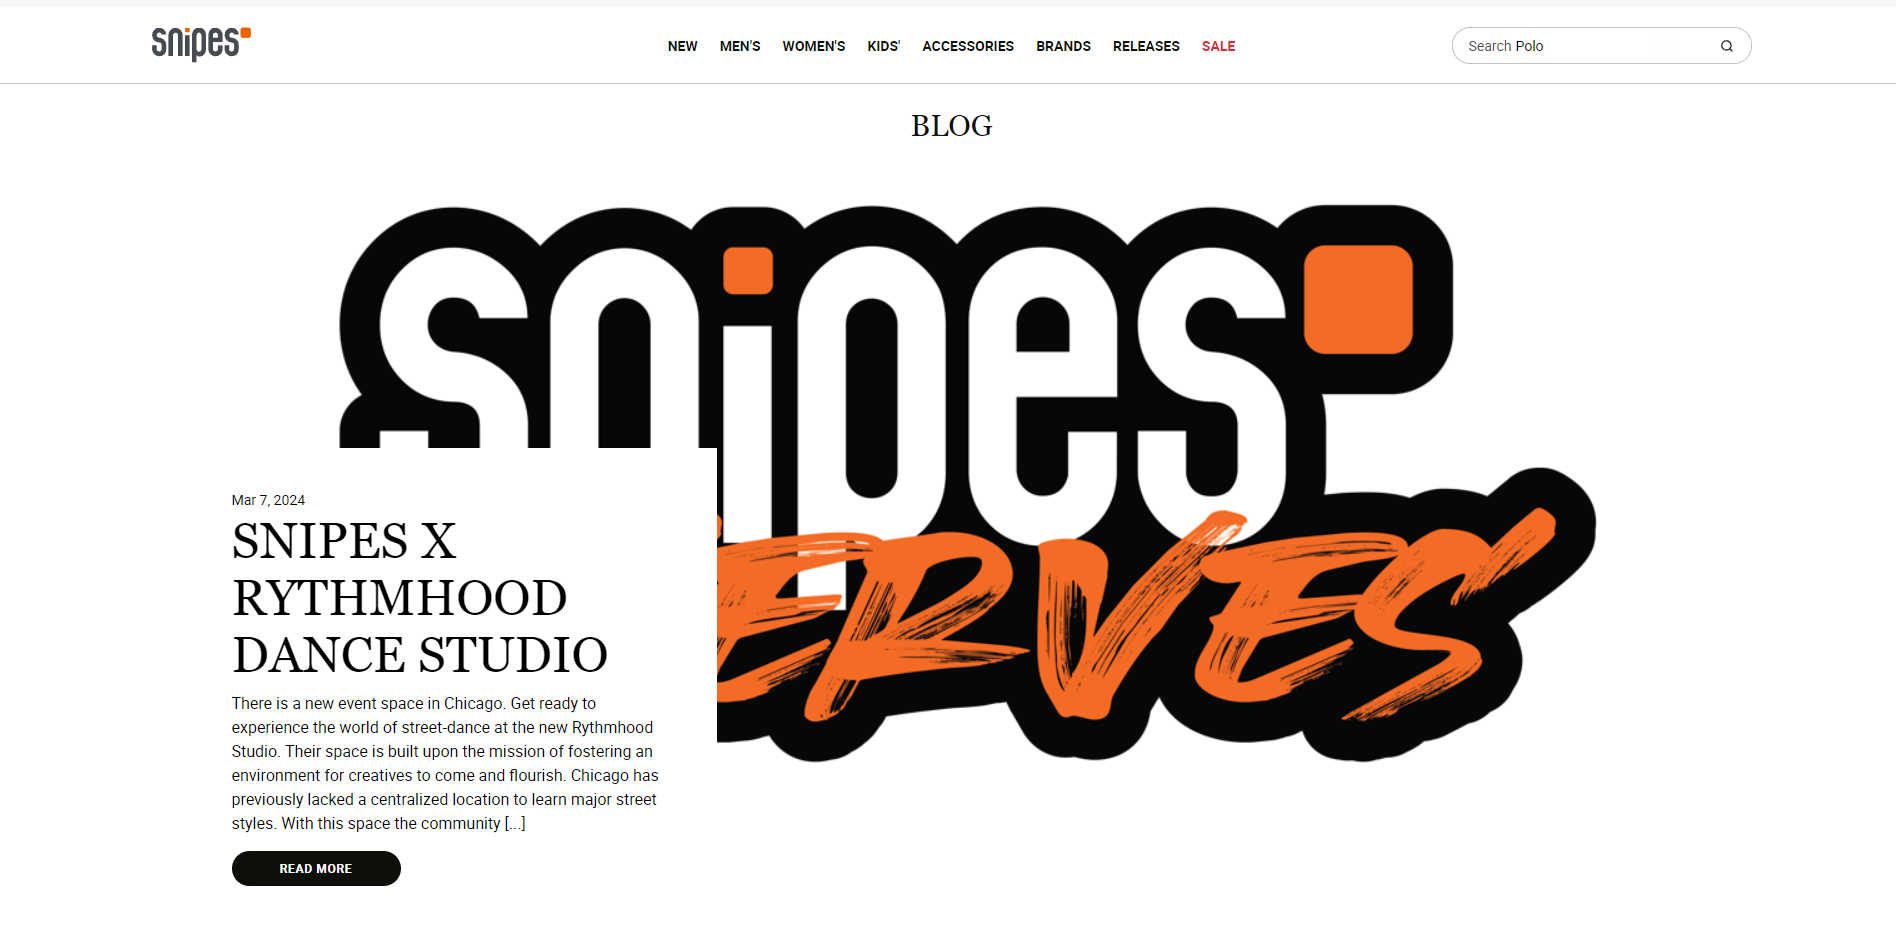 snipes
NEW MEN'S WOMEN'S KIDS' ACCESSORIES BRANDS RELEASES SALE
Search Polo
BLOG
snipes
ERVES
Mar 7, 2024
SNIPES X
RYTHMHOOD
DANCE STUDIO
There is a new event space in Chicago. Get ready to
experience the world of street-dance at the new Rythmhood
Studio. Their space is built upon the mission of fostering an
environment for creatives to come and flourish. Chicago has
previously lacked a centralized location to learn major street
styles. With this space the community [...]
READ MORE